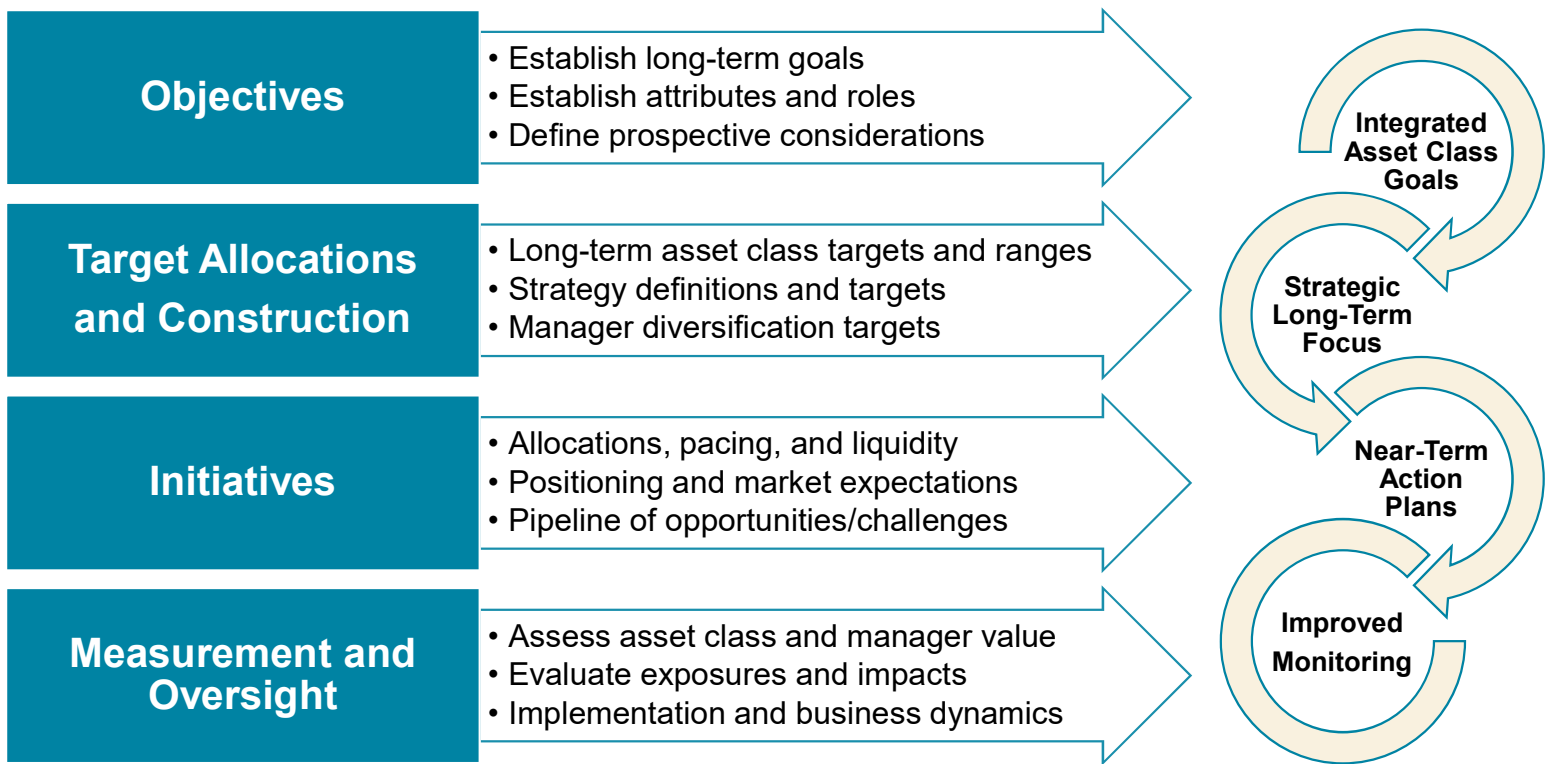 Objectives
• Establish long-term goals
• Establish attributes and roles
• Define prospective considerations
Integrated
Asset Class
Goals
Target Allocations
and Construction
• Long-term asset class targets and ranges
• Strategy definitions and targets
• Manager diversification targets
Strategic
Long-Term
Focus
Initiatives
• Allocations, pacing, and liquidity
• Positioning and market expectations
• Pipeline of opportunities/challenges
Near-Term
Action
Plans
Measurement and
Oversight
• Assess asset class and manager value
• Evaluate exposures and impacts
• Implementation and business dynamics
Improved
Monitoring